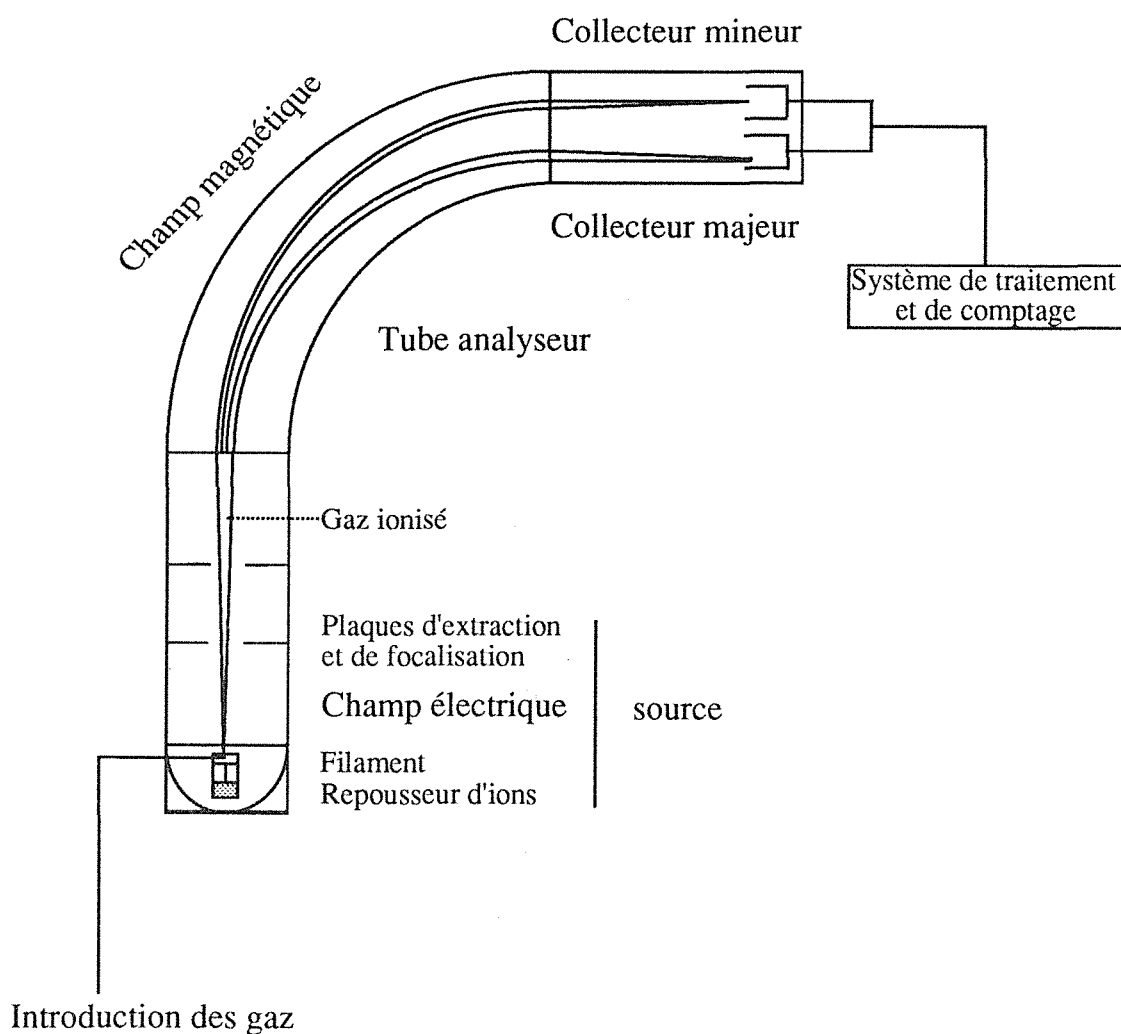 Collecteur mineur
Champ magnétique
Collecteur majeur
Système de traitement
et de comptage
Tube analyseur
Gaz ionisé
Plaques d'extraction
et de focalisation
Champ électrique
source
Filament
Repousseur d'ions
Introduction des gaz